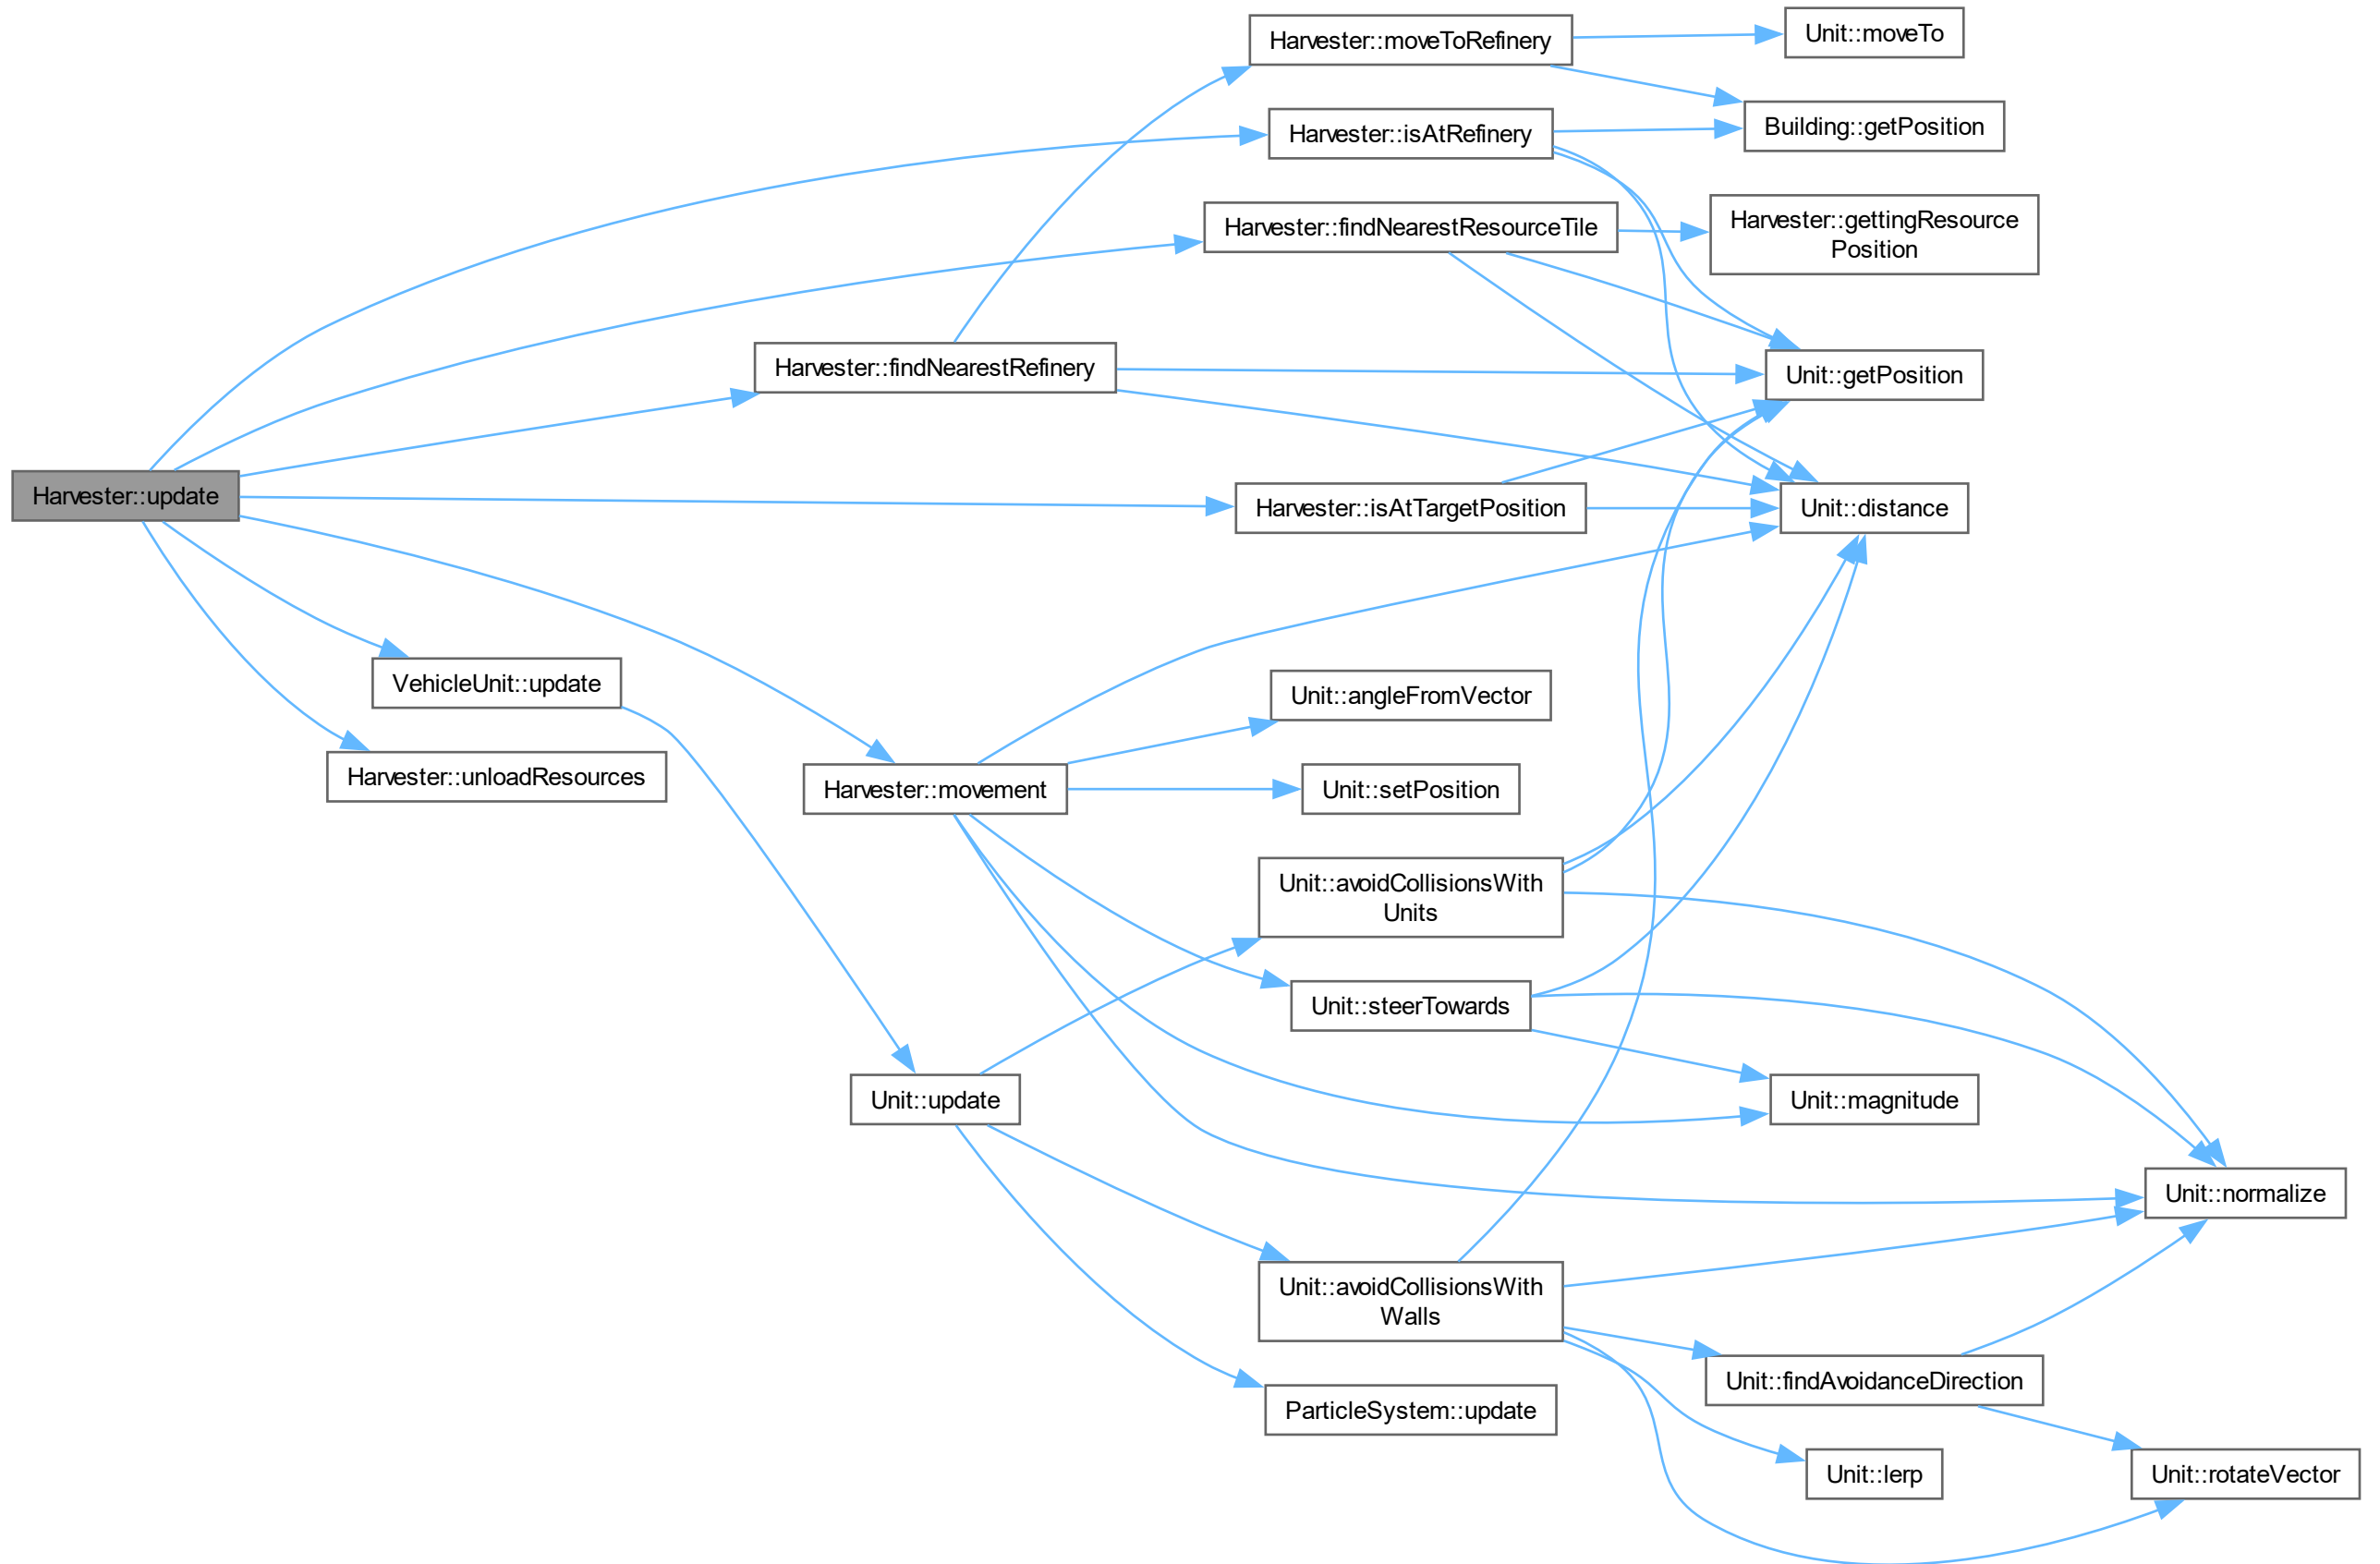 Harvester::moveToRefinery
Unit::moveTo
Building::getPosition
Harvester::isAtRefinery
Harvester::findNearestResourceTile
Harvester::gettingResource
Position
Harvester::findNearestRefinery
Unit::getPosition
Harvester::update
Harvester::isAtTargetPosition
Unit::distance
VehicleUnit::update
Unit::angleFromVector
Harvester::unloadResources
Harvester::movement
Unit::setPosition
Unit::avoidCollisionsWith
Units
Unit::steerTowards
Unit::update
Unit::magnitude
Unit::normalize
Unit::avoidCollisionsWith
Walls
Unit::findAvoidanceDirection
ParticleSystem::update
Unit::lerp
Unit::rotateVector